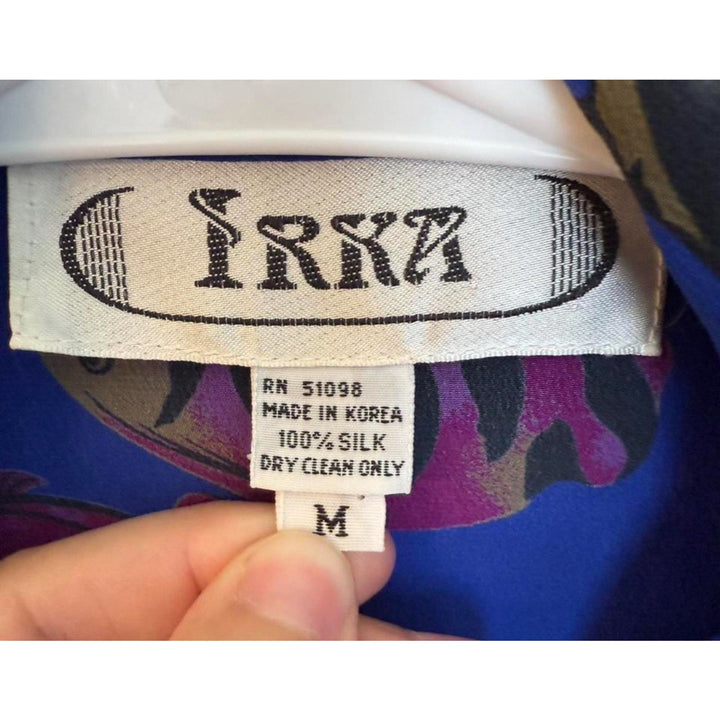 IRKA
RN 51098
MADE IN KOREA
100% SILK
DRY CLEAN ONLY
M